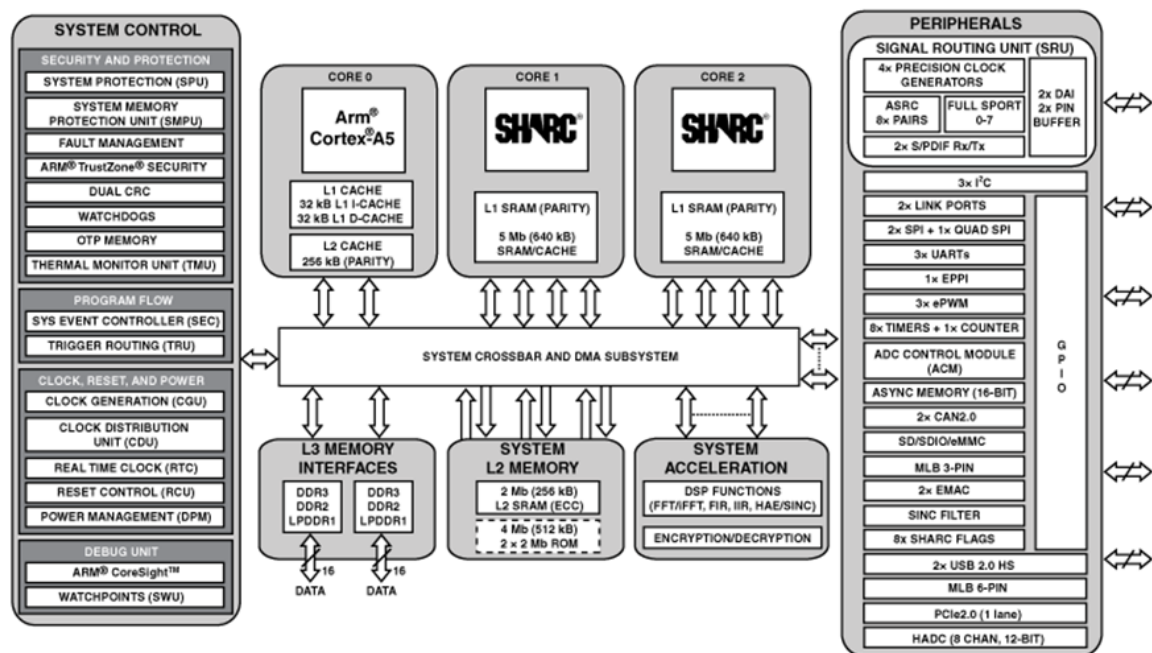 SYSTEM CONTROL
SECURITY AND PROTECTION
SYSTEM PROTECTION (SPU)
SYSTEM MEMORY
PROTECTION UNIT (SMPU)
FAULT MANAGEMENT
ARM® TrustZone® SECURITY
DUAL CRC
WATCHDOGS
OTP MEMORY
THERMAL MONITOR UNIT (TMU)
PROGRAM FLOW
SYS EVENT CONTROLLER (SEC)
TRIGGER ROUTING (TRU)
CLOCK, RESET, AND POWER
CLOCK GENERATION (CGU)
CLOCK DISTRIBUTION
UNIT (CDU)
REAL TIME CLOCK (RTC)
RESET CONTROL (RCU)
POWER MANAGEMENT (DPM)
DEBUG UNIT
ARM® CoreSight™
WATCHPOINTS (SWU)
CORE 0
Arm®
Cortex®-A5
L1 CACHE
32 kB L1 I-CACHE
32 kB L1 D-CACHE
L2 CACHE
256 kB (PARITY)
CORE 1
SHARC®
L1 SRAM (PARITY)
5 Mb (640 kB)
SRAM/CACHE
CORE 2
SHARC®
L1 SRAM (PARITY)
5 Mb (640 kB)
SRAM/CACHE
SYSTEM CROSSBAR AND DMA SUBSYSTEM
L3 MEMORY
INTERFACES
DDR3
DDR2
LPDDR1
DDR3
DDR2
LPDDR1
16
16
DATA
DATA
SYSTEM
L2 MEMORY
2 Mb (256 kB)
L2 SRAM (ECC)
4 Mb (512 kB)
2 × 2 Mb ROM
SYSTEM
ACCELERATION
DSP FUNCTIONS
(FFT/iFFT, FIR, IIR, HAE/SINC)
ENCRYPTION/DECRYPTION
PERIPHERALS
SIGNAL ROUTING UNIT (SRU)
4× PRECISION CLOCK
GENERATORS
ASRC
8× PAIRS
FULL SPORT
0-7
2× S/PDIF Rx/Tx
2× DAI
2× PIN
BUFFER
3× I²C
2× LINK PORTS
2× SPI + 1× QUAD SPI
3× UARTs
1× EPPI
3× ePWM
8× TIMERS + 1× COUNTER
ADC CONTROL MODULE
(ACM)
ASYNC MEMORY (16-BIT)
2× CAN2.0
SD/SDIO/eMMC
MLB 3-PIN
2× EMAC
SINC FILTER
8× SHARC FLAGS
GPIO
2× USB 2.0 HS
MLB 6-PIN
PCIe2.0 (1 lane)
HADC (8 CHAN, 12-BIT)